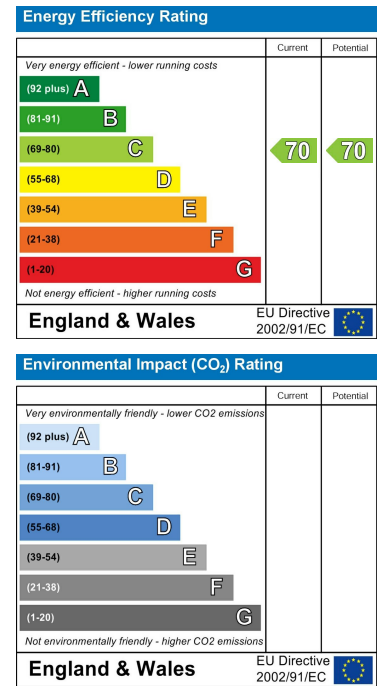 Energy Efficiency Rating
Current Potential
Very energy efficient - lower running costs
(92 plus) A
(81-91) B
(69-80) C 70 70
(55-68) D
(39-54) E
(21-38) F
(1-20) G
Not energy efficient - higher running costs
England & Wales EU Directive
2002/91/EC
Environmental Impact (CO₂) Rating
Current Potential
Very environmentally friendly - lower CO2 emissions
(92 plus) A
(81-91) B
(69-80) C
(55-68) D
(39-54) E
(21-38) F
(1-20) G
Not environmentally friendly - higher CO2 emissions
England & Wales EU Directive
2002/91/EC